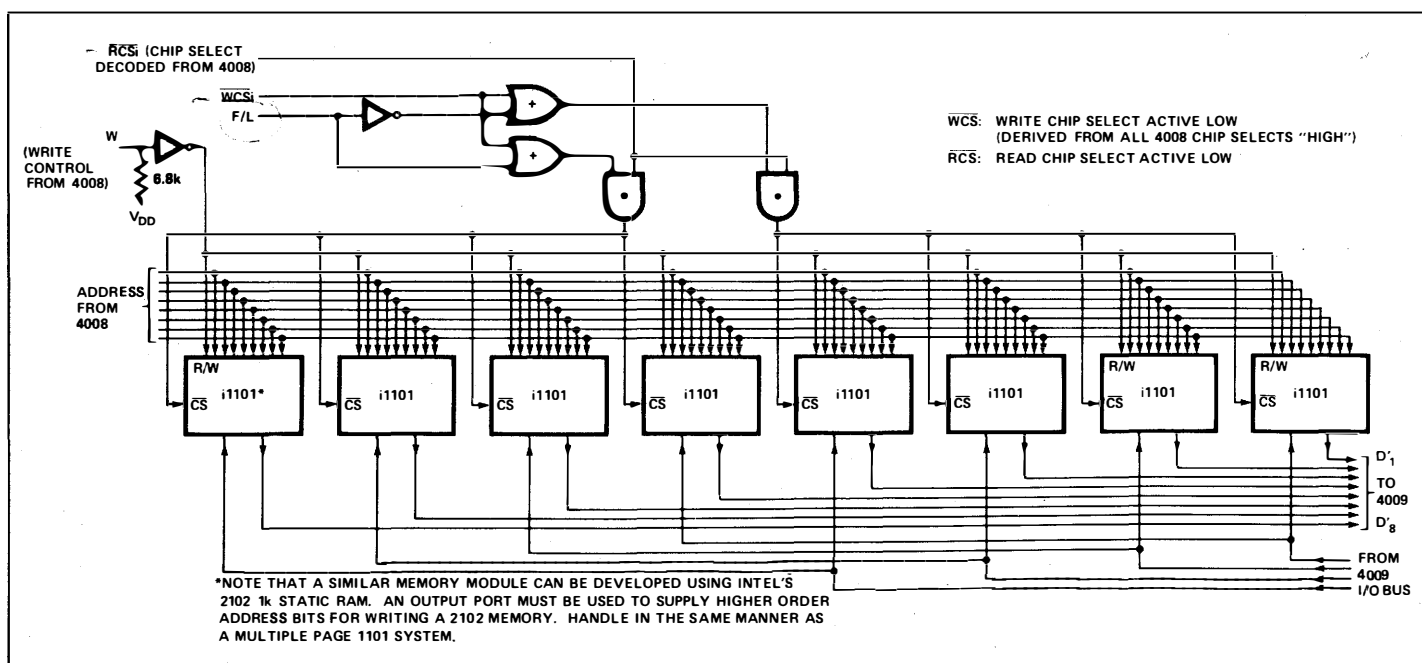 RCSi (CHIP SELECT
DECODED FROM 4008)
WCSi
F/L
W
(WRITE
CONTROL
FROM 4008)
6.8k
VDD
WCS: WRITE CHIP SELECT ACTIVE LOW
(DERIVED FROM ALL 4008 CHIP SELECTS "HIGH")
RCS: READ CHIP SELECT ACTIVE LOW
+
+
•
•
ADDRESS
FROM
4008
R/W
i1101*
CS
i1101
CS
i1101
CS
i1101
CS
i1101
CS
i1101
CS
R/W
i1101
CS
R/W
i1101
CS
D'1
TO
4009
D'8
FROM
4009
I/O BUS
*NOTE THAT A SIMILAR MEMORY MODULE CAN BE DEVELOPED USING INTEL'S
2102 1k STATIC RAM. AN OUTPUT PORT MUST BE USED TO SUPPLY HIGHER ORDER
ADDRESS BITS FOR WRITING A 2102 MEMORY. HANDLE IN THE SAME MANNER AS
A MULTIPLE PAGE 1101 SYSTEM.